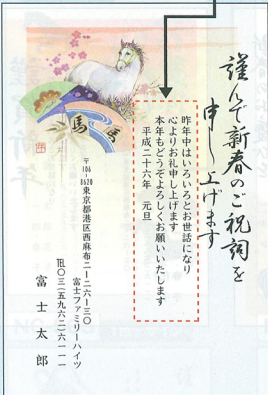 謹んで新春のご祝詞を
申し上げます
昨年中はいろいろとお世話になり
心よりお礼申し上げます
本年もどうぞよろしくお願いいたします
平成二十六年　元旦
馬
〒106-8620 東京都港区西麻布二ー二六ー三〇
富士ファミリーハイツ
℡〇三（五九六二）六一一一
富士太郎